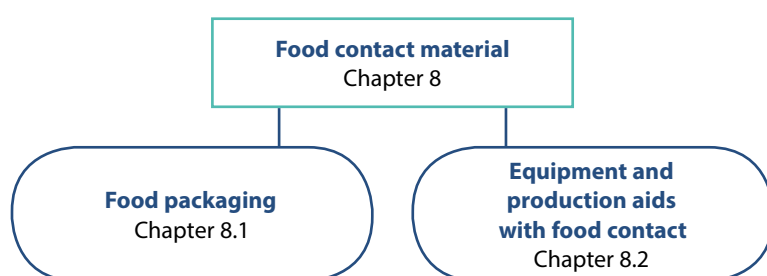 Food contact material
Chapter 8
Food packaging
Chapter 8.1
Equipment and
production aids
with food contact
Chapter 8.2